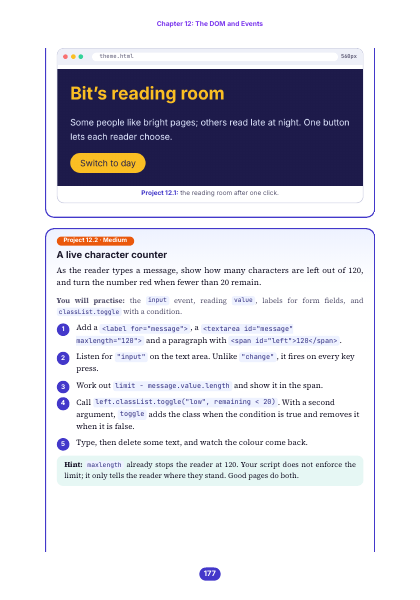 Chapter 12: The DOM and Events
theme.html
560px
Bit's reading room
Some people like bright pages; others read late at night. One button
lets each reader choose.
Switch to day
Project 12.1: the reading room after one click.
Project 12.2 · Medium
A live character counter
As the reader types a message, show how many characters are left out of 120,
and turn the number red when fewer than 20 remain.
You will practise: the input event, reading value, labels for form fields, and
classList.toggle with a condition.
1 Add a <label for="message">, a <textarea id="message"
maxlength="120"> and a paragraph with <span id="left">120</span>.
2 Listen for "input" on the text area. Unlike "change", it fires on every key
press.
3 Work out limit - message.value.length and show it in the span.
4 Call left.classList.toggle("low", remaining < 20). With a second
argument, toggle adds the class when the condition is true and removes it
when it is false.
5 Type, then delete some text, and watch the colour come back.
Hint: maxlength already stops the reader at 120. Your script does not enforce the
limit; it only tells the reader where they stand. Good pages do both.
177